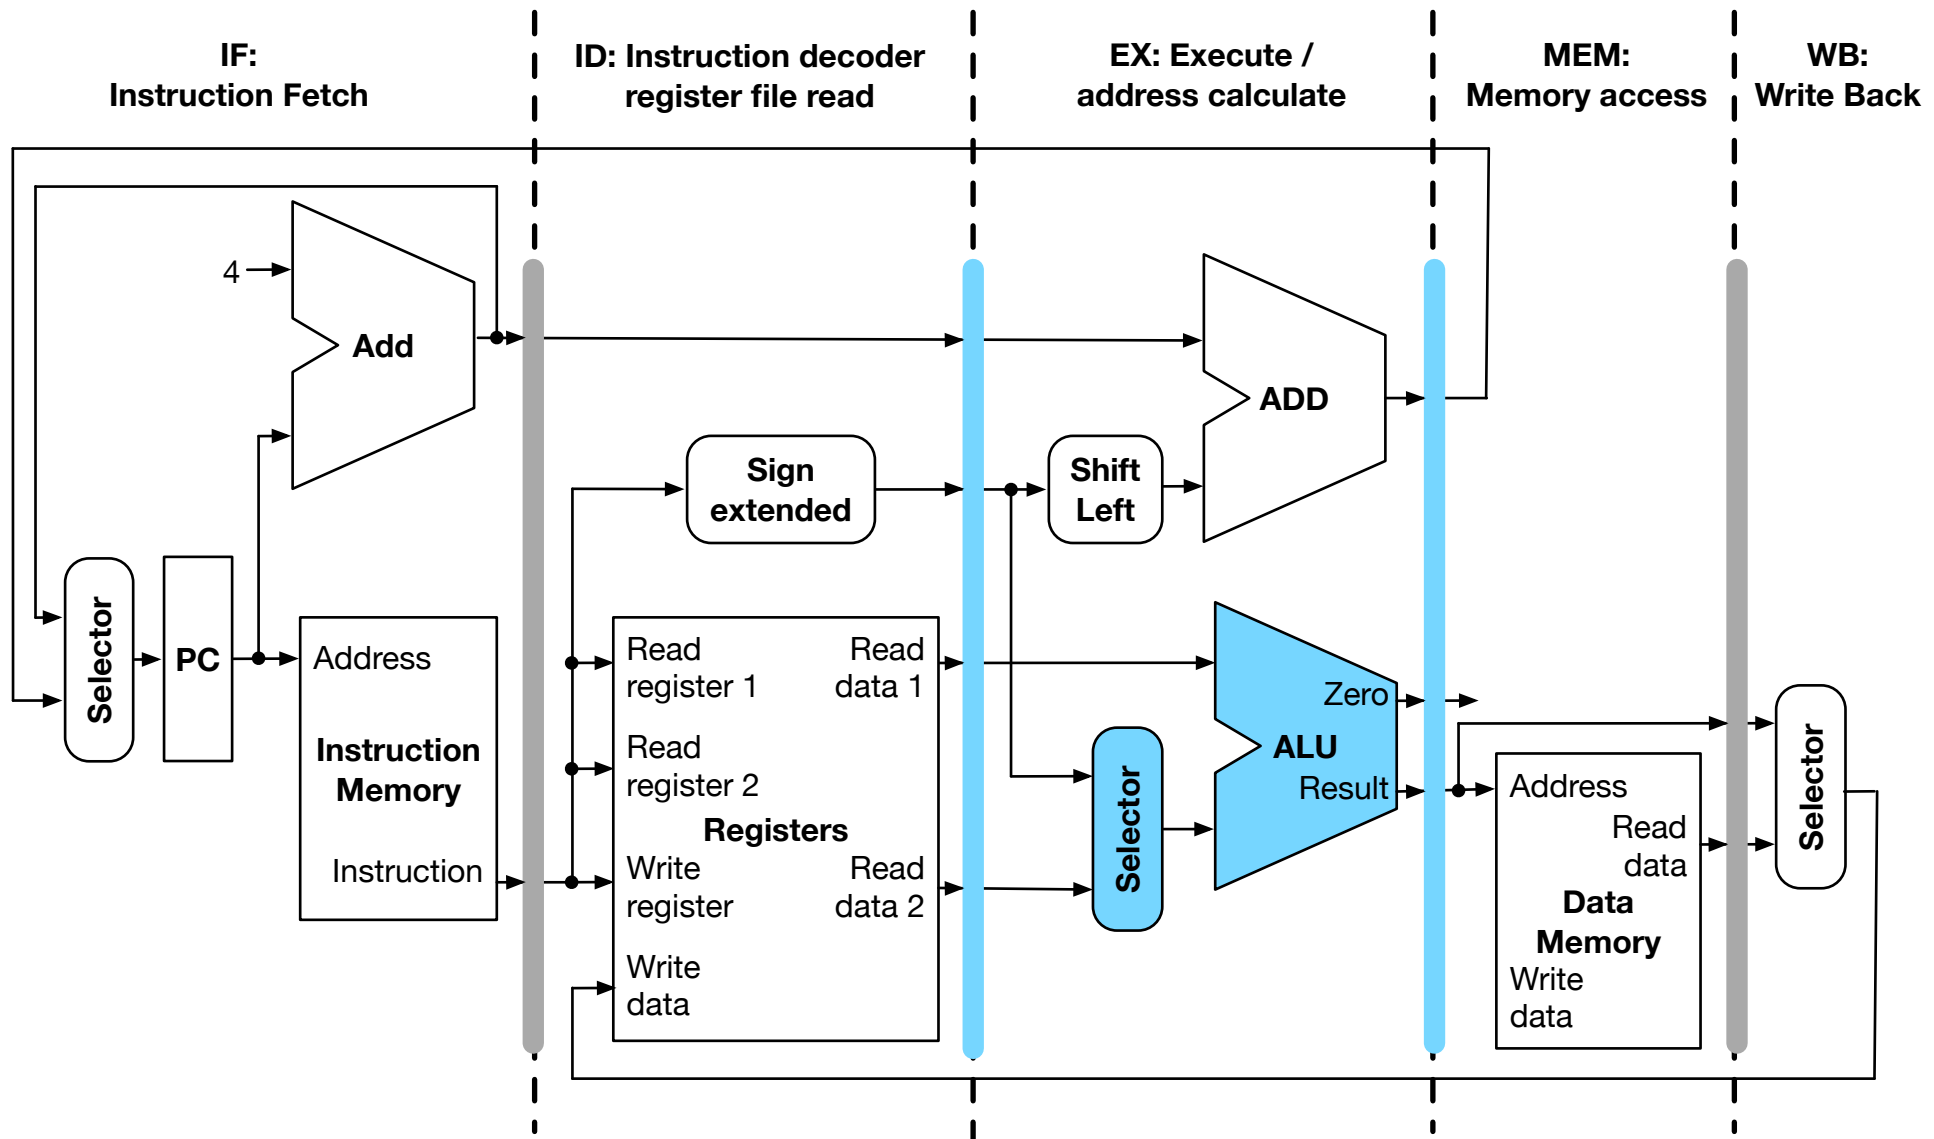 IF:
Instruction Fetch
ID: Instruction decoder
register file read
EX: Execute /
address calculate
MEM:
Memory access
WB:
Write Back
4
Add
ADD
Sign
extended
Shift
Left
Selector
PC
Address
Instruction
Memory
Instruction
Read
register 1
Read
data 1
Read
register 2
Registers
Write
register
Read
data 2
Write
data
Selector
Zero
ALU
Result
Address
Read
data
Data
Memory
Write
data
Selector